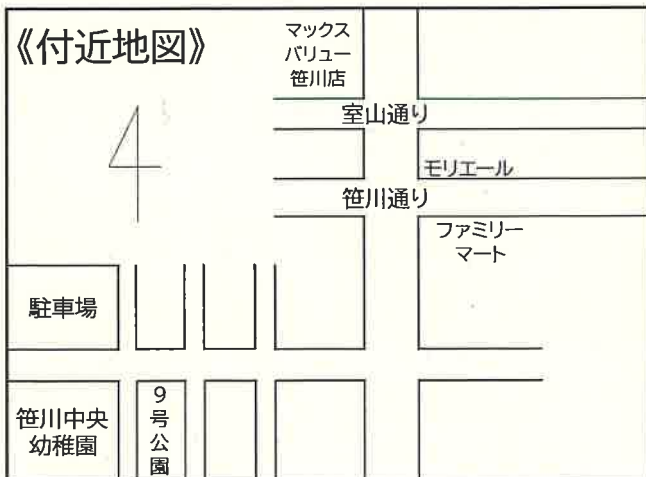 《付近地図》
マックス
バリュー
笹川店
室山通り
モリエール
笹川通り
ファミリー
マート
駐車場
笹川中央
幼稚園
9
号
公
園